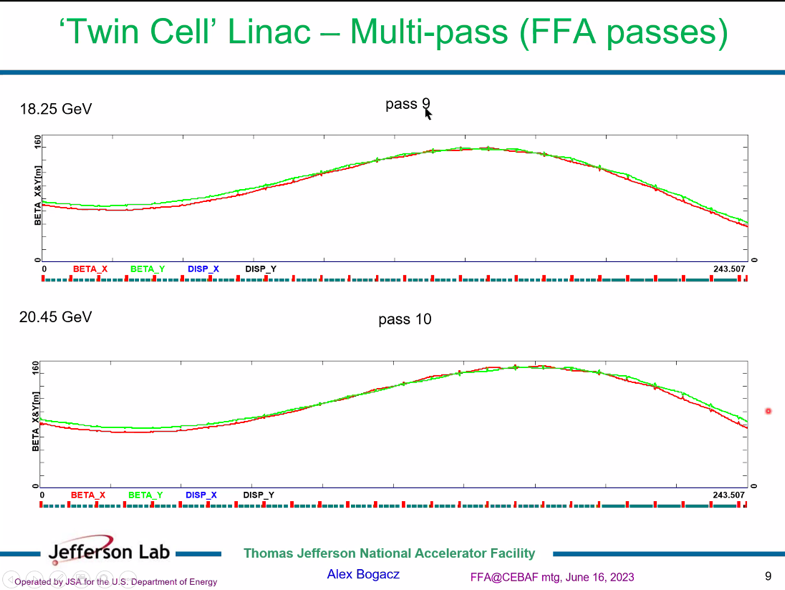 ‘Twin Cell’ Linac – Multi-pass (FFA passes)
18.25 GeV
pass 9
160
BETA_X&Y[m]
0
0
0 BETA_X BETA_Y DISP_X DISP_Y 243.507
20.45 GeV
pass 10
160
BETA_X&Y[m]
0
0
0 BETA_X BETA_Y DISP_X DISP_Y 243.507
Jefferson Lab
Thomas Jefferson National Accelerator Facility
Operated by JSA for the U.S. Department of Energy
Alex Bogacz
FFA@CEBAF mtg, June 16, 2023
9